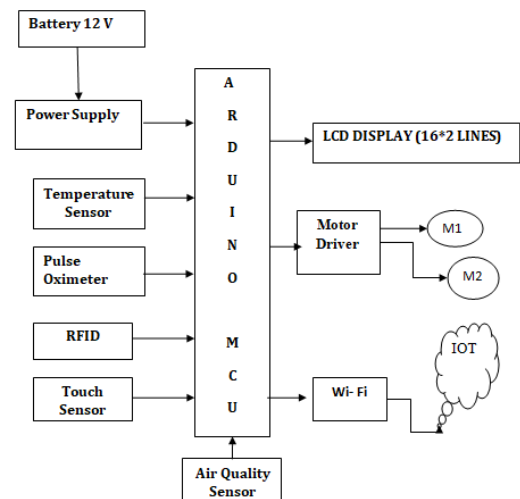 Battery 12 V
Power Supply
Temperature
Sensor
Pulse
Oximeter
RFID
Touch
Sensor
A
R
D
U
I
N
O
M
C
U
Air Quality
Sensor
LCD DISPLAY (16*2 LINES)
Motor
Driver
M1
M2
Wi- Fi
IOT